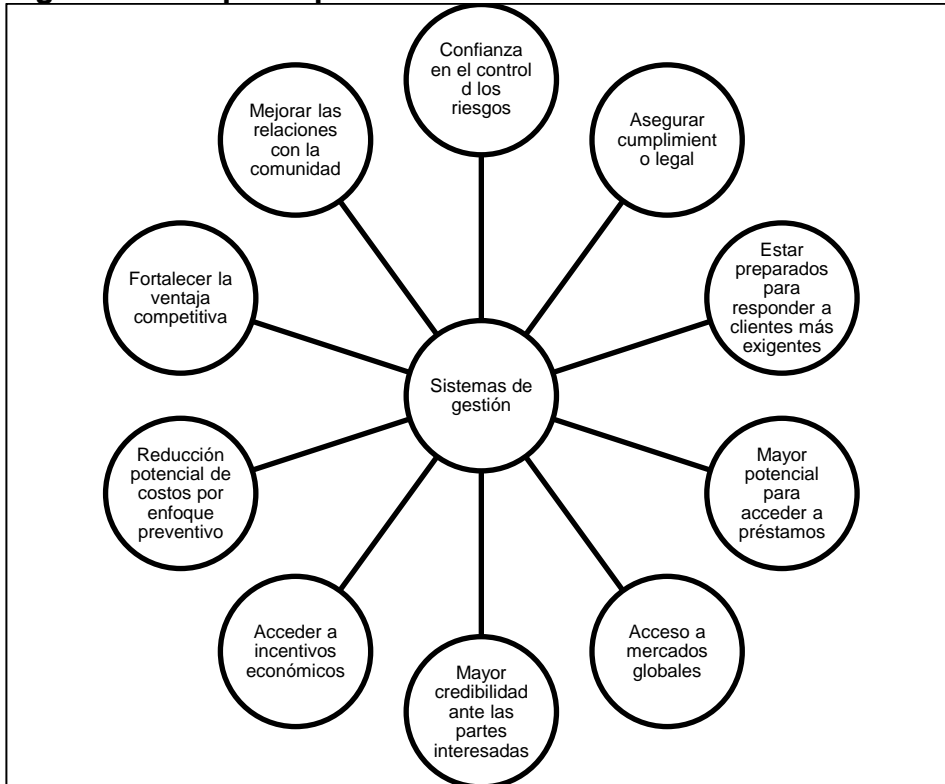 Confianza
en el control
d los
riesgos
Asegurar
cumplimient
o legal
Estar
preparados
para
responder a
clientes más
exigentes
Mayor
potencial
para
acceder a
préstamos
Acceso a
mercados
globales
Mayor
credibilidad
ante las
partes
interesadas
Acceder a
incentivos
económicos
Reducción
potencial de
costos por
enfoque
preventivo
Fortalecer la
ventaja
competitiva
Mejorar las
relaciones
con la
comunidad
Sistemas de
gestión